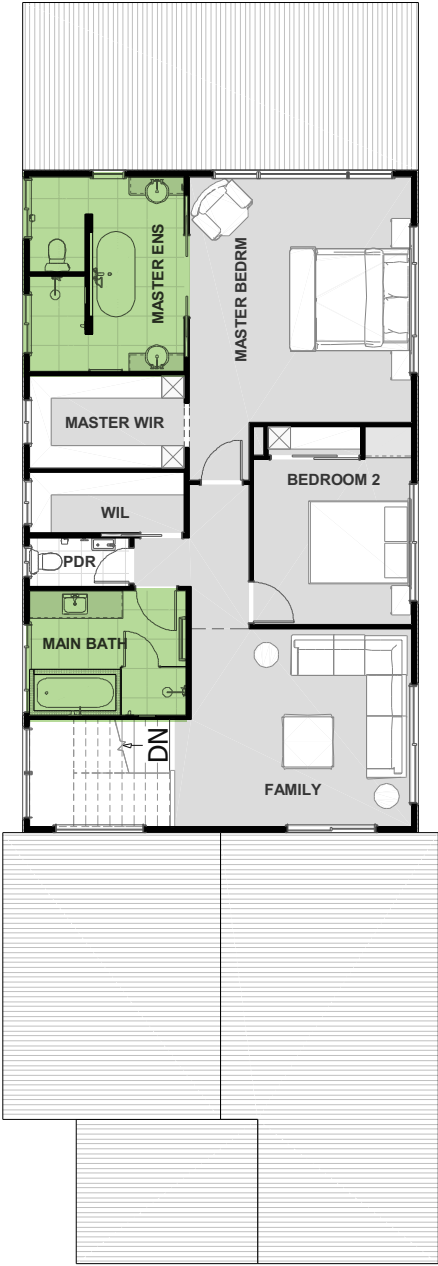 MASTER ENS
MASTER BEDRM
MASTER WIR
BEDROOM 2
WIL
PDR
MAIN BATH
DN
FAMILY